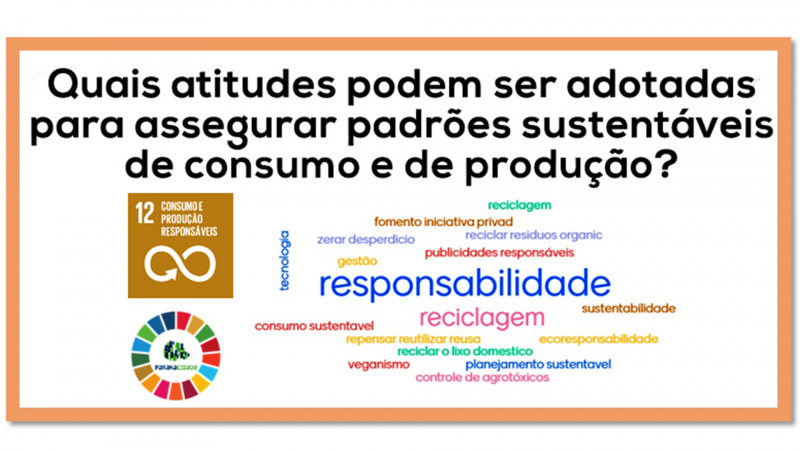 Quais atitudes podem ser adotadas
para assegurar padrões sustentáveis
de consumo e de produção?
12 CONSUMO E
PRODUÇÃO
RESPONSÁVEIS
reciclagem
fomento iniciativa privad
zerar desperdicio
reciclar residuos organic
tecnologia
publicidades responsáveis
gestão
responsabilidade
sustentabilidade
reciclagem
consumo sustentavel
repensar reutilizar reusa
ecoresponsabilidade
reciclar o lixo domestico
veganismo
planejamento sustentavel
controle de agrotóxicos
PARANACIDADE